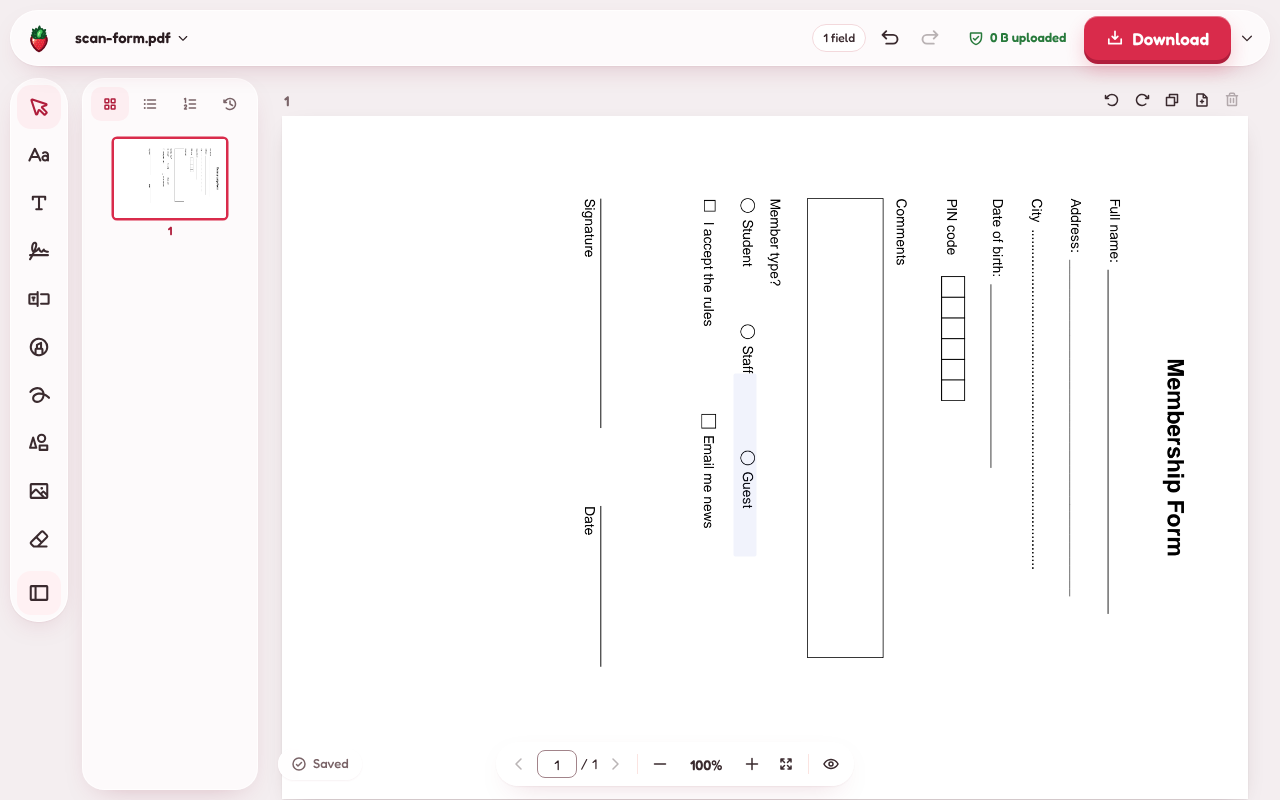 scan-form.pdf
1 field
0 B uploaded
Download
Aa
T
1
1
Membership Form
Full name:
Address:
City
Date of birth:
PIN code
Comments
Member type?
Student Staff Guest
I accept the rules Email me news
Signature Date
Saved
1 / 1
100%